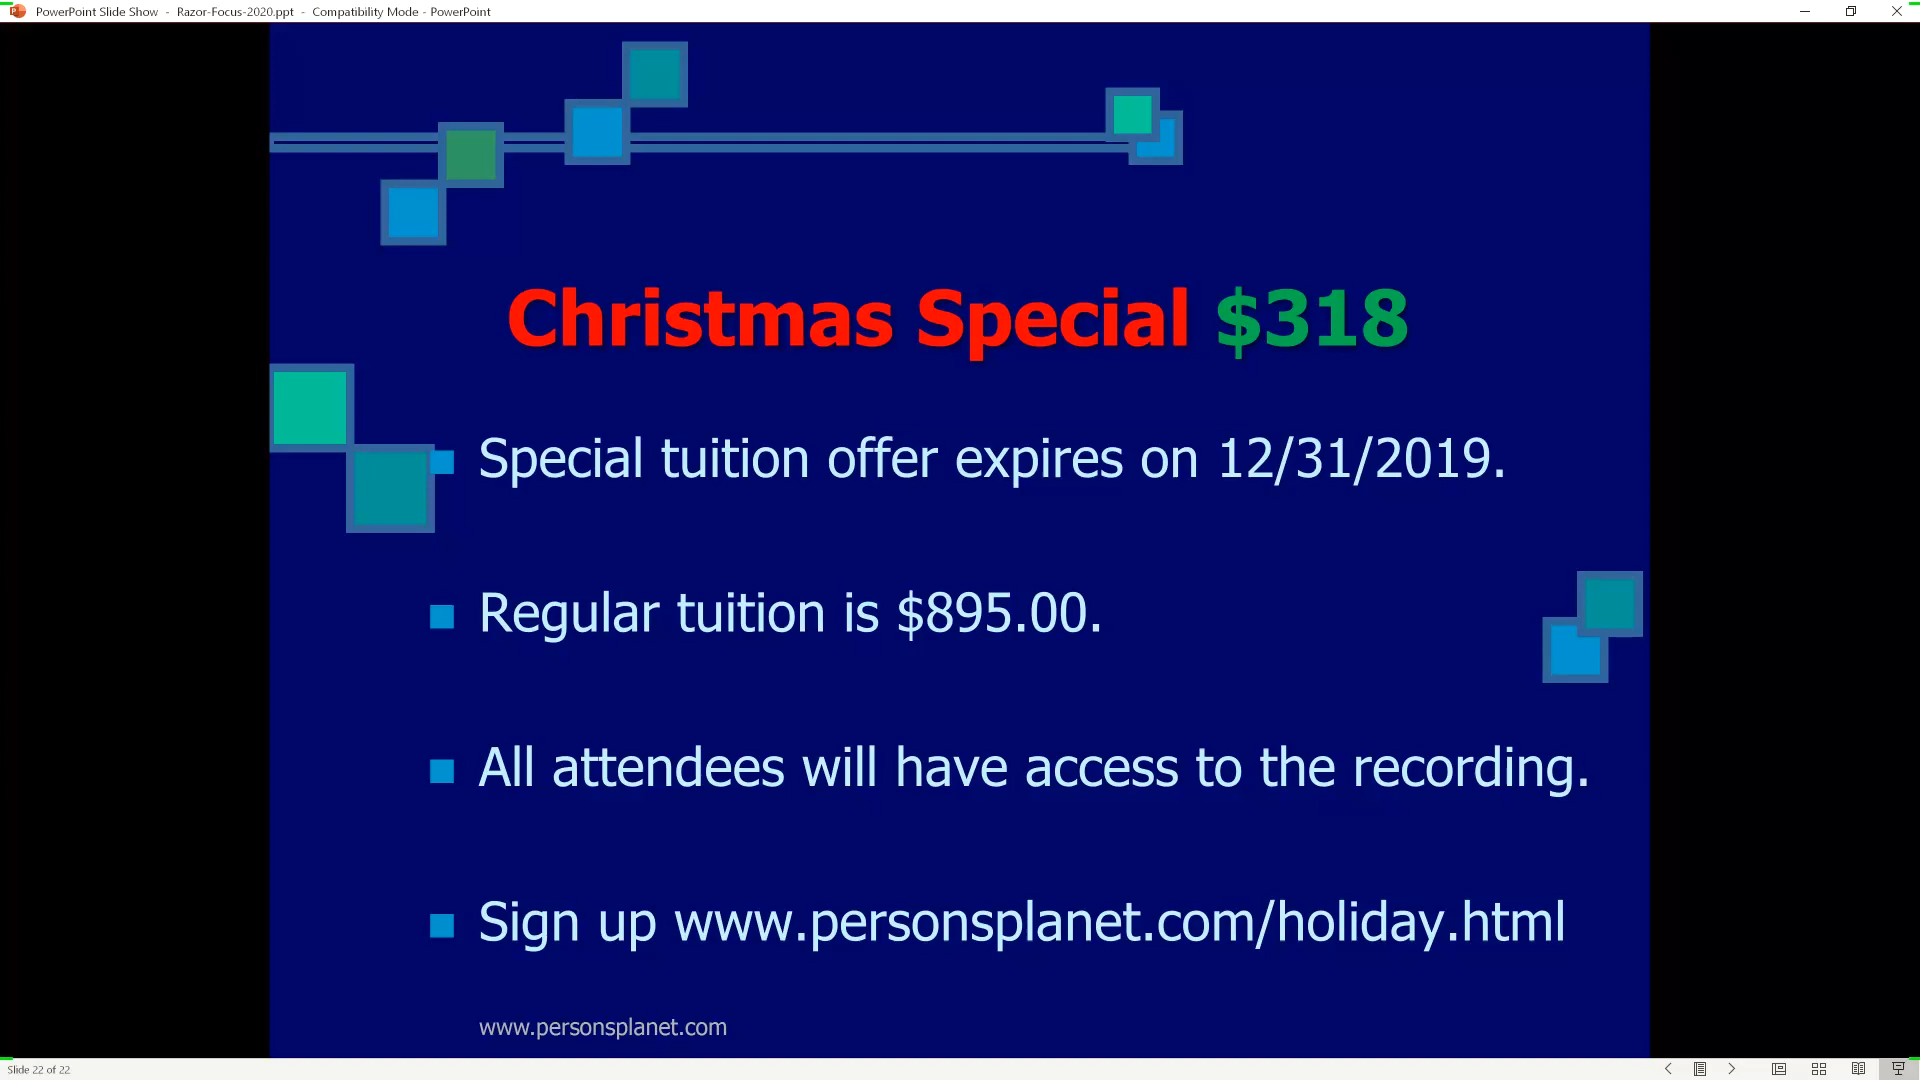 PowerPoint Slide Show - Razor-Focus-2020.ppt - Compatibility Mode - PowerPoint
Christmas Special $318
Special tuition offer expires on 12/31/2019.
Regular tuition is $895.00.
All attendees will have access to the recording.
Sign up www.personsplanet.com/holiday.html
www.personsplanet.com
Slide 22 of 22